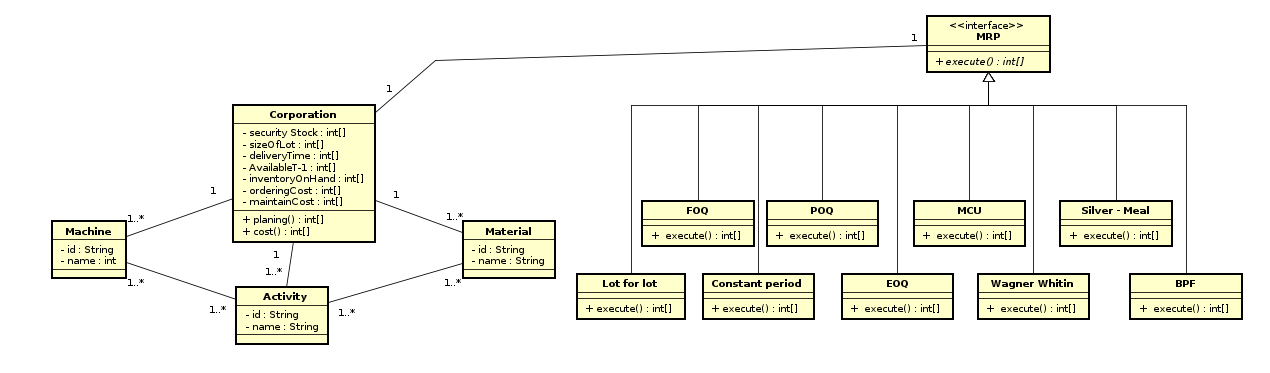 <<interface>>
MRP
+ execute() : int[]
1
1
Corporation
- security Stock : int[]
- sizeOfLot : int[]
- deliveryTime : int[]
- AvailableT-1 : int[]
- inventoryOnHand : int[]
- orderingCost : int[]
- maintainCost : int[]
+ planing() : int[]
+ cost() : int[]
1
1..*
1
1..*
1
1..*
Machine
- id : String
- name : int
Material
- id : String
- name : String
1..*
1..*
1..*
1..*
Activity
- id : String
- name : String
FOQ
+ execute() : int[]
POQ
+ execute() : int[]
MCU
+ execute() : int[]
Silver - Meal
+ execute() : int[]
Lot for lot
+ execute() : int[]
Constant period
+ execute() : int[]
EOQ
+ execute() : int[]
Wagner Whitin
+ execute() : int[]
BPF
+ execute() : int[]